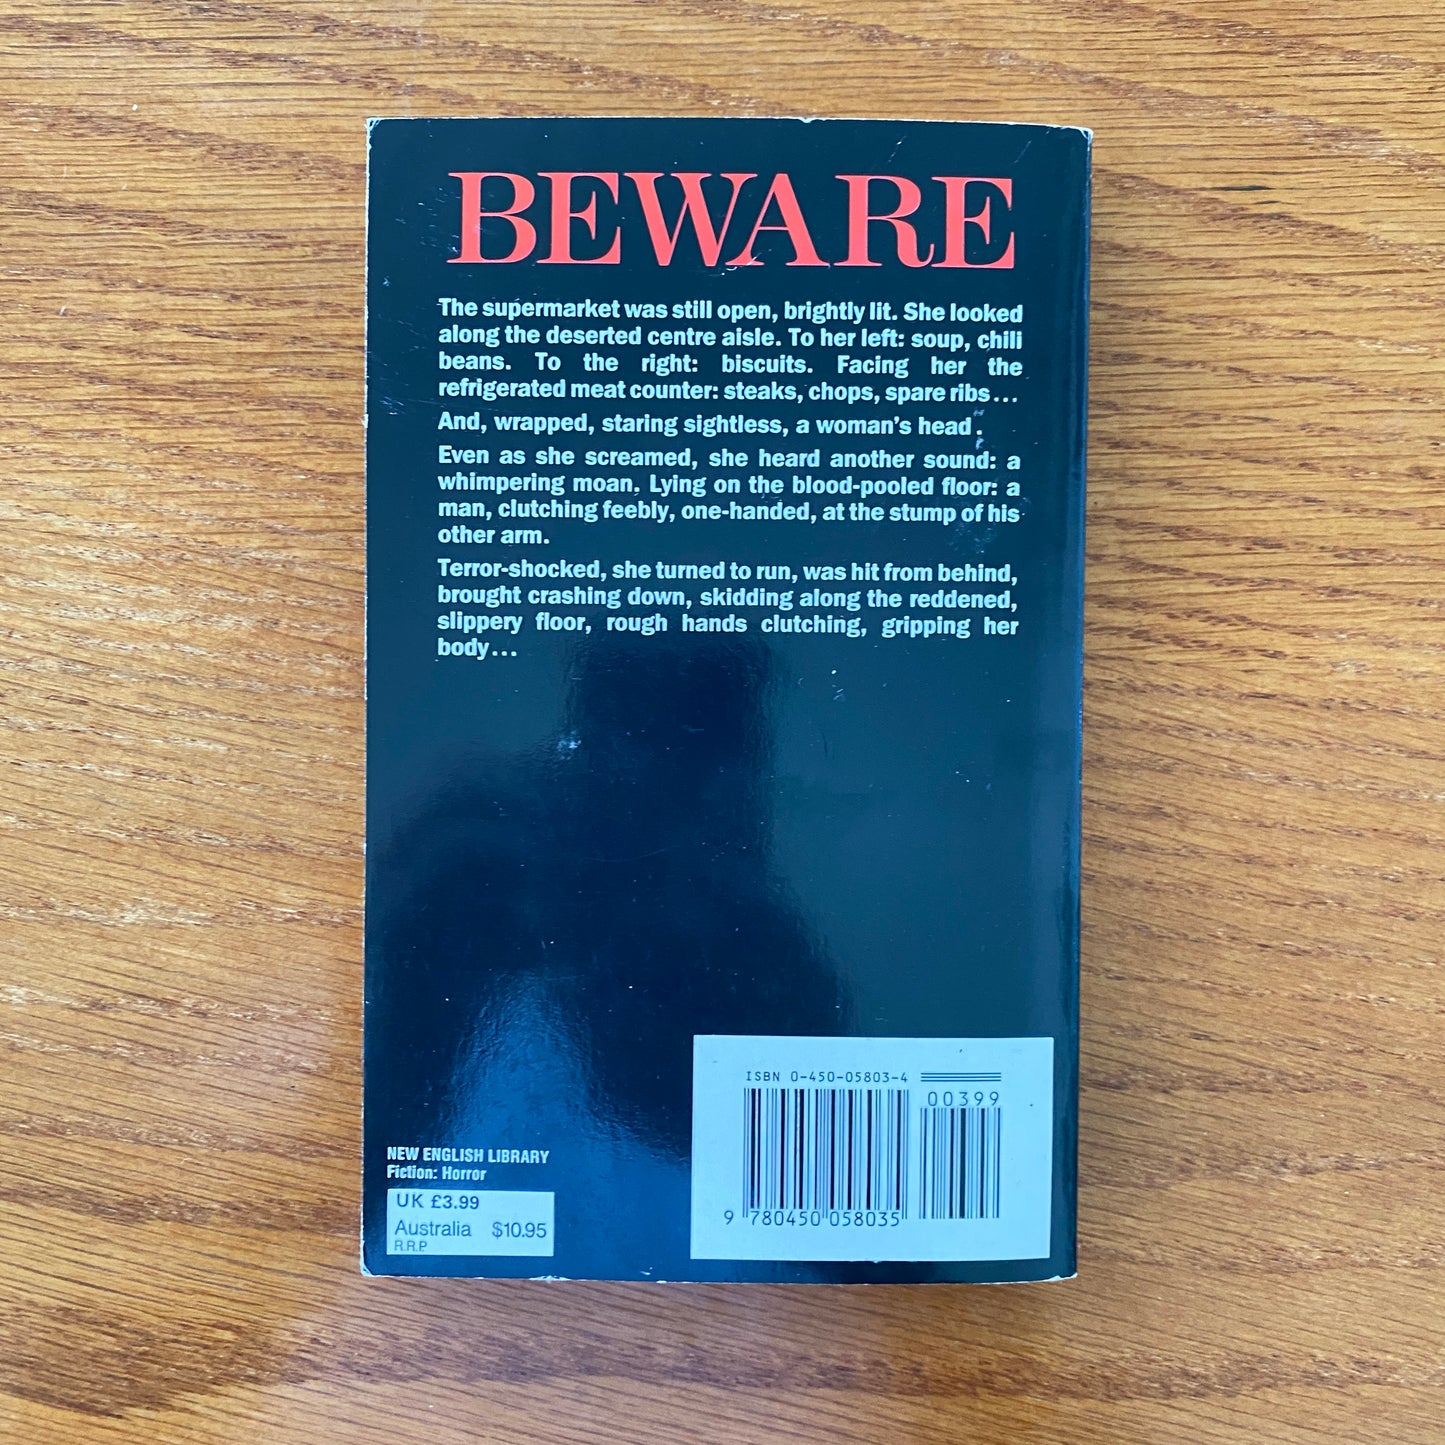 BEWARE
The supermarket was still open, brightly lit. She looked
along the deserted centre aisle. To her left: soup, chili
beans. To the right: biscuits. Facing her the
refrigerated meat counter: steaks, chops, spare ribs...
And, wrapped, staring sightless, a woman's head.
Even as she screamed, she heard another sound: a
whimpering moan. Lying on the blood-pooled floor: a
man, clutching feebly, one-handed, at the stump of his
other arm.
Terror-shocked, she turned to run, was hit from behind,
brought crashing down, skidding along the reddened,
slippery floor, rough hands clutching, gripping her
body...
NEW ENGLISH LIBRARY
Fiction: Horror
UK £3.99
Australia $10.95
R.R.P
ISBN 0-450-05803-4
00399
9 780450 058035